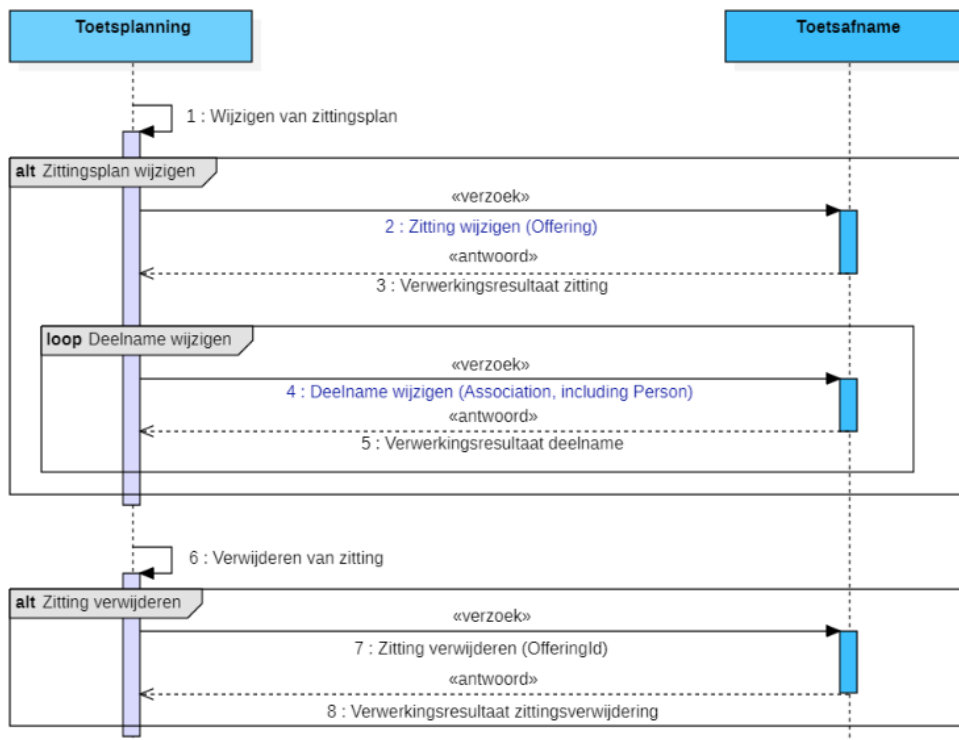 Toetsplanning
Toetsafname
1 : Wijzigen van zittingsplan
alt Zittingsplan wijzigen
«verzoek»
2 : Zitting wijzigen (Offering)
«antwoord»
3 : Verwerkingsresultaat zitting
loop Deelname wijzigen
«verzoek»
4 : Deelname wijzigen (Association, including Person)
«antwoord»
5 : Verwerkingsresultaat deelname
6 : Verwijderen van zitting
alt Zitting verwijderen
«verzoek»
7 : Zitting verwijderen (OfferingId)
«antwoord»
8 : Verwerkingsresultaat zittingsverwijdering